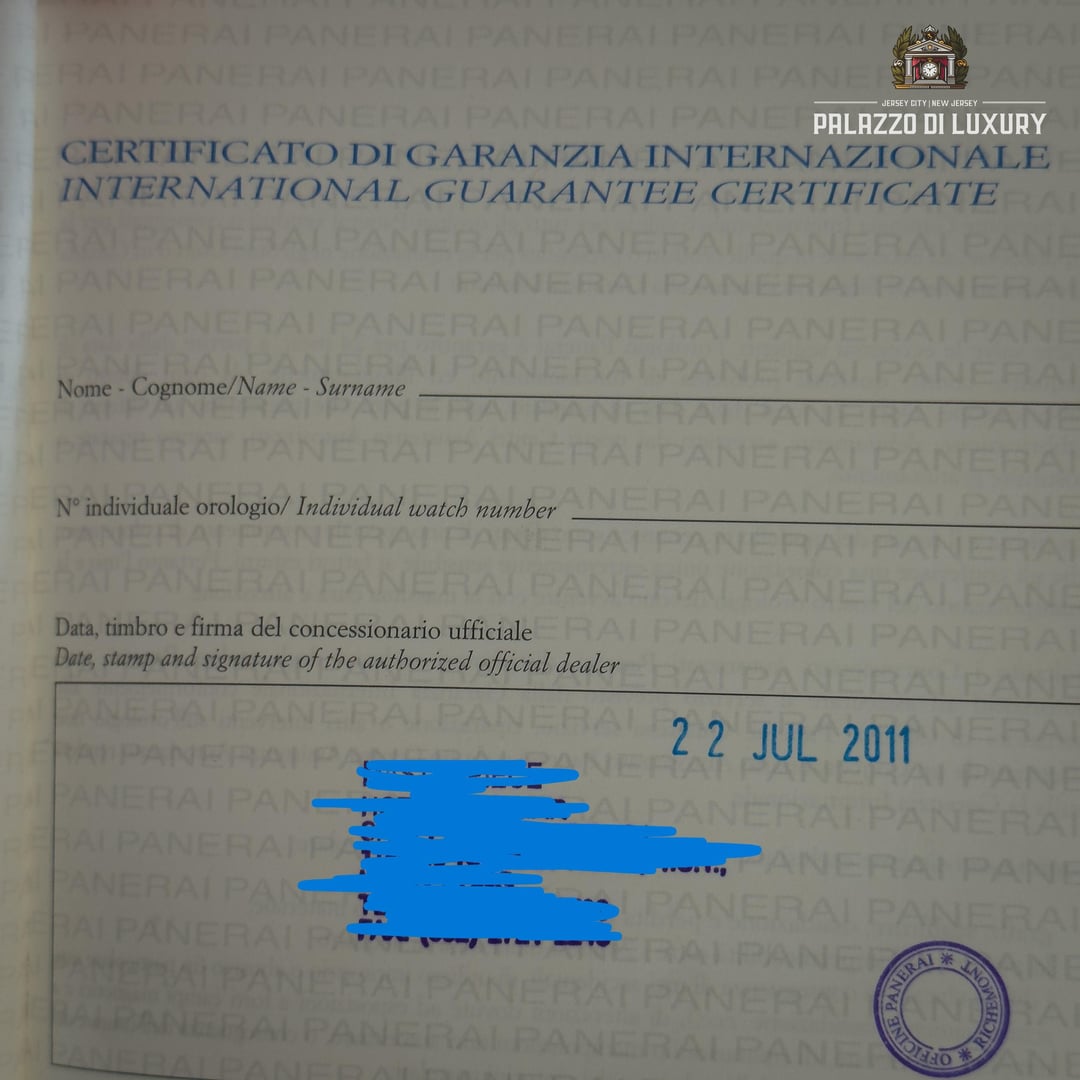 JERSEY CITY | NEW JERSEY
PALAZZO DI LUXURY
CERTIFICATO DI GARANZIA INTERNAZIONALE
INTERNATIONAL GUARANTEE CERTIFICATE
Nome - Cognome/Name - Surname
N° individuale orologio/ Individual watch number
Data, timbro e firma del concessionario ufficiale
Date, stamp and signature of the authorized official dealer
22 JUL 2011
OFFICINE PANERAI * RICHEMONT *